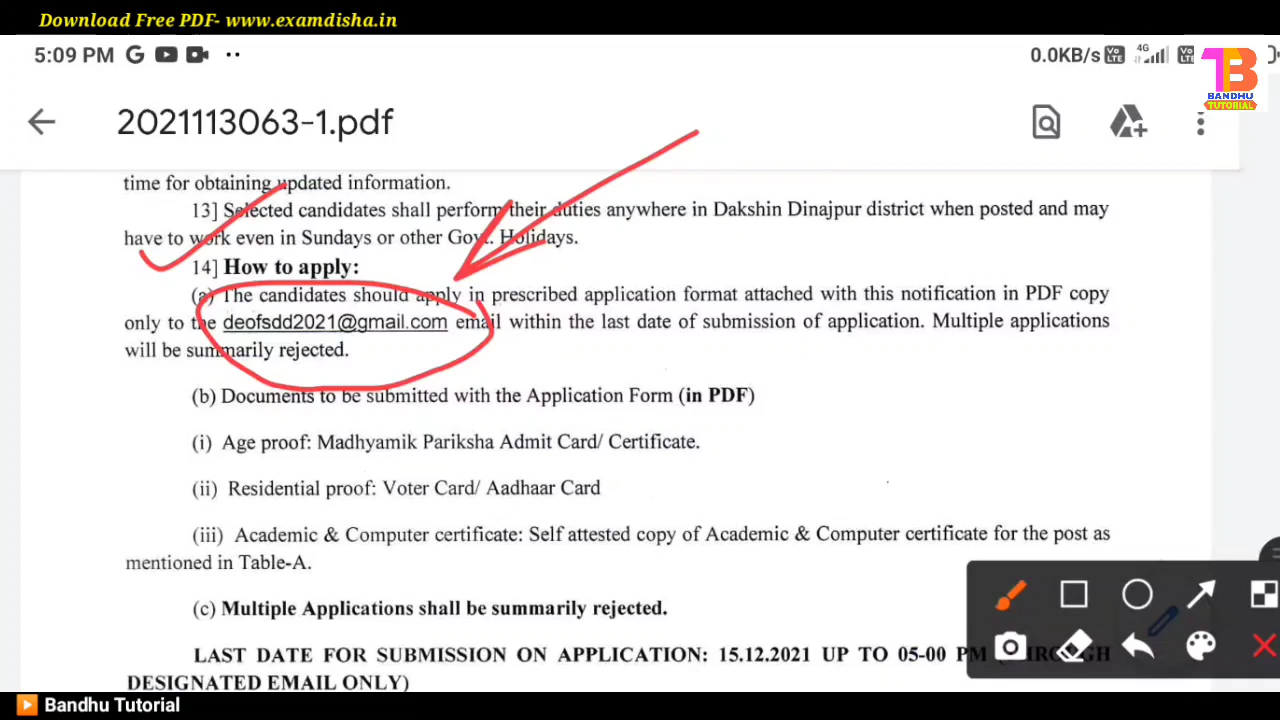 Download Free PDF- www.examdisha.in
5:09 PM G
0.0KB/s Vo LTE 4G Vo LTE
TB
BANDHU
TUTORIAL
2021113063-1.pdf
time for obtaining updated information.
13] Selected candidates shall perform their duties anywhere in Dakshin Dinajpur district when posted and may
have to work even in Sundays or other Govt. Holidays.
14] How to apply:
(a) The candidates should apply in prescribed application format attached with this notification in PDF copy
only to the deofsdd2021@gmail.com email within the last date of submission of application. Multiple applications
will be summarily rejected.
(b) Documents to be submitted with the Application Form (in PDF)
(i) Age proof: Madhyamik Pariksha Admit Card/ Certificate.
(ii) Residential proof: Voter Card/ Aadhaar Card
(iii) Academic & Computer certificate: Self attested copy of Academic & Computer certificate for the post as
mentioned in Table-A.
(c) Multiple Applications shall be summarily rejected.
LAST DATE FOR SUBMISSION ON APPLICATION: 15.12.2021 UP TO 05-00 PM (THROUGH
DESIGNATED EMAIL ONLY)
Bandhu Tutorial